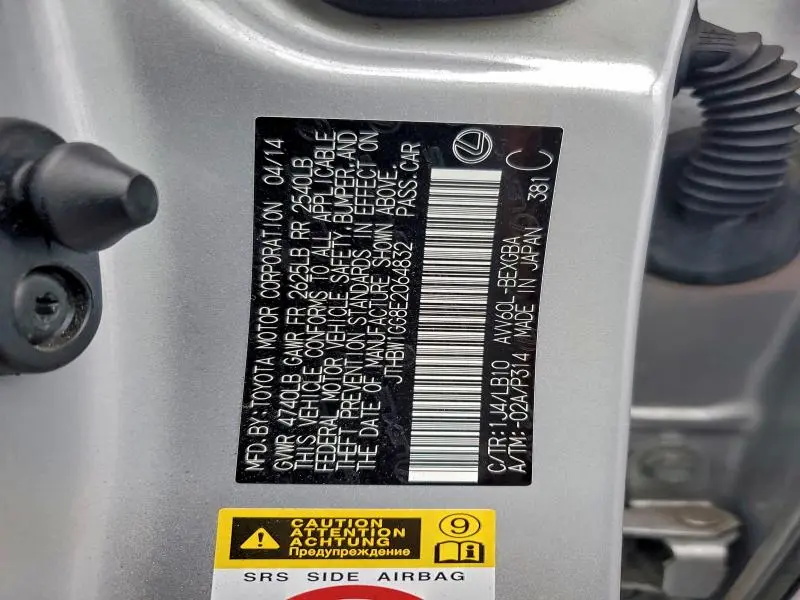 MFD. BY: TOYOTA MOTOR CORPORATION 04/14
GVWR 4740LB GAWR FR 2625LB RR 2540LB
THIS VEHICLE CONFORMS TO ALL APPLICABLE
FEDERAL MOTOR VEHICLE SAFETY, BUMPER, AND
THEFT PREVENTION STANDARDS IN EFFECT ON
THE DATE OF MANUFACTURE SHOWN ABOVE.
JTHBW1GG8E2064832 PASS. CAR
C/TR: 1J4/LB10 AVV60L-BEXGBA
A/TM: -02A/P314 MADE IN JAPAN 381 C
CAUTION
ATTENTION
ACHTUNG
Предупреждение
9
i
SRS SIDE AIRBAG